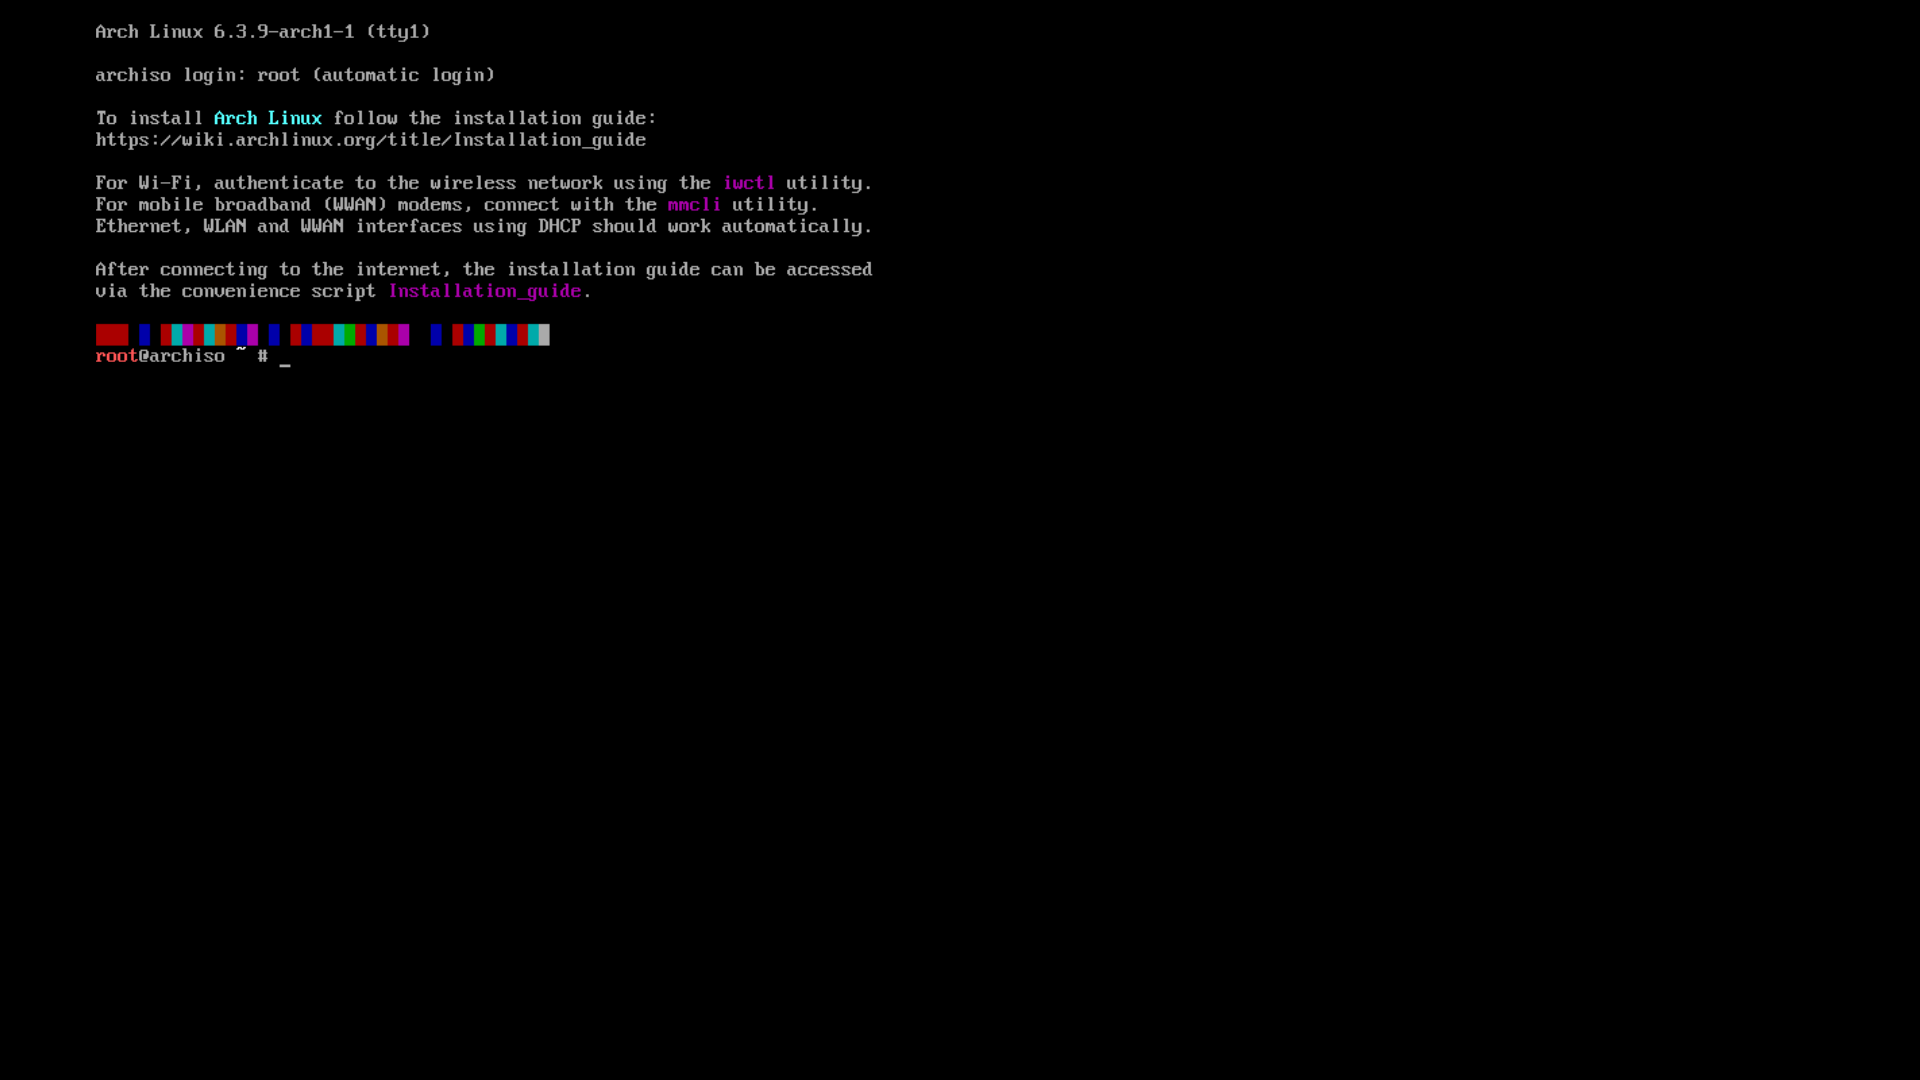 Arch Linux 6.3.9-arch1-1 (tty1)
archiso login: root (automatic login)
To install Arch Linux follow the installation guide:
https://wiki.archlinux.org/title/Installation_guide
For Wi-Fi, authenticate to the wireless network using the iwctl utility.
For mobile broadband (WWAN) modems, connect with the mmcli utility.
Ethernet, WLAN and WWAN interfaces using DHCP should work automatically.
After connecting to the internet, the installation guide can be accessed
via the convenience script Installation_guide.
root@archiso ~ # _